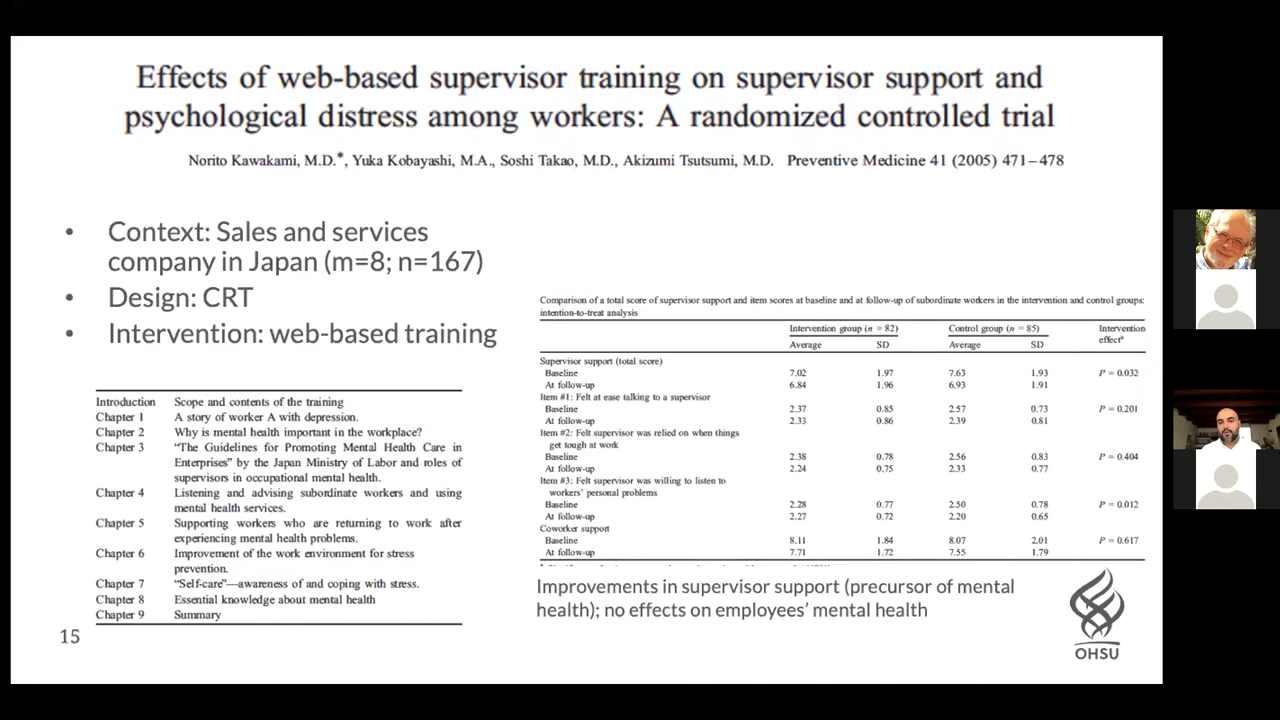 Effects of web-based supervisor training on supervisor support and
psychological distress among workers: A randomized controlled trial
Norito Kawakami, M.D.*, Yuka Kobayashi, M.A., Soshi Takao, M.D., Akizumi Tsutsumi, M.D. Preventive Medicine 41 (2005) 471–478
• Context: Sales and services
company in Japan (m=8; n=167)
• Design: CRT
• Intervention: web-based training
Introduction Scope and contents of the training
Chapter 1 A story of worker A with depression.
Chapter 2 Why is mental health important in the workplace?
Chapter 3 “The Guidelines for Promoting Mental Health Care in
Enterprises” by the Japan Ministry of Labor and roles of
supervisors in occupational mental health.
Chapter 4 Listening and advising subordinate workers and using
mental health services.
Chapter 5 Supporting workers who are returning to work after
experiencing mental health problems.
Chapter 6 Improvement of the work environment for stress
prevention.
Chapter 7 “Self-care”—awareness of and coping with stress.
Chapter 8 Essential knowledge about mental health
Chapter 9 Summary
Comparison of a total score of supervisor support and item scores at baseline and at follow-up of subordinate workers in the intervention and control groups:
intention-to-treat analysis
Intervention group (n = 82) Control group (n = 85) Intervention
effectᵃ
Average SD Average SD
Supervisor support (total score)
Baseline 7.02 1.97 7.63 1.93 P = 0.032
At follow-up 6.84 1.96 6.93 1.91
Item #1: Felt at ease talking to a supervisor
Baseline 2.37 0.85 2.57 0.73 P = 0.201
At follow-up 2.33 0.86 2.39 0.81
Item #2: Felt supervisor was relied on when things
get tough at work
Baseline 2.38 0.78 2.56 0.83 P = 0.404
At follow-up 2.24 0.75 2.33 0.77
Item #3: Felt supervisor was willing to listen to
workers’ personal problems
Baseline 2.28 0.77 2.50 0.78 P = 0.012
At follow-up 2.27 0.72 2.20 0.65
Coworker support
Baseline 8.11 1.84 8.07 2.01 P = 0.617
At follow-up 7.71 1.72 7.55 1.79
Improvements in supervisor support (precursor of mental
health); no effects on employees’ mental health
15
OHSU